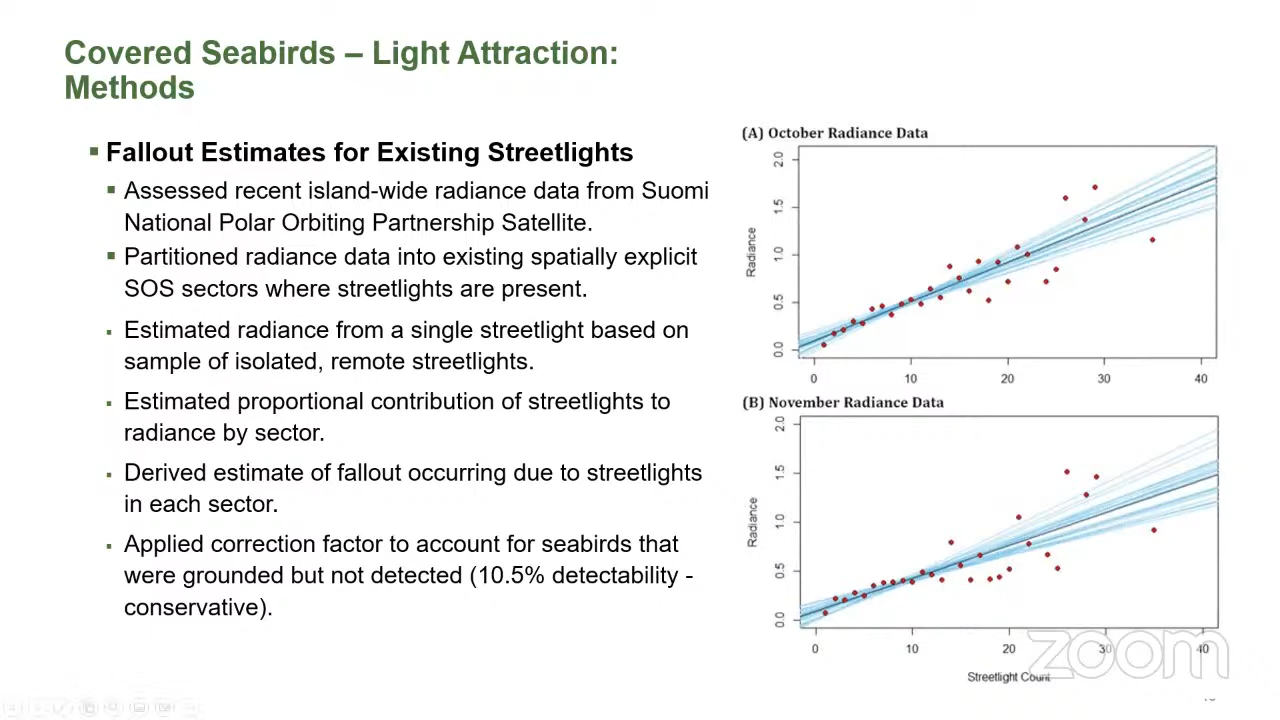 Covered Seabirds – Light Attraction:
Methods
Fallout Estimates for Existing Streetlights
Assessed recent island-wide radiance data from Suomi
National Polar Orbiting Partnership Satellite.
Partitioned radiance data into existing spatially explicit
SOS sectors where streetlights are present.
Estimated radiance from a single streetlight based on
sample of isolated, remote streetlights.
Estimated proportional contribution of streetlights to
radiance by sector.
Derived estimate of fallout occurring due to streetlights
in each sector.
Applied correction factor to account for seabirds that
were grounded but not detected (10.5% detectability -
conservative).
(A) October Radiance Data
2.0
1.5
1.0
0.5
0.0
Radiance
0 10 20 30 40
(B) November Radiance Data
2.0
1.5
1.0
0.5
0.0
Radiance
0 10 20 30 40
Streetlight Count
zoom